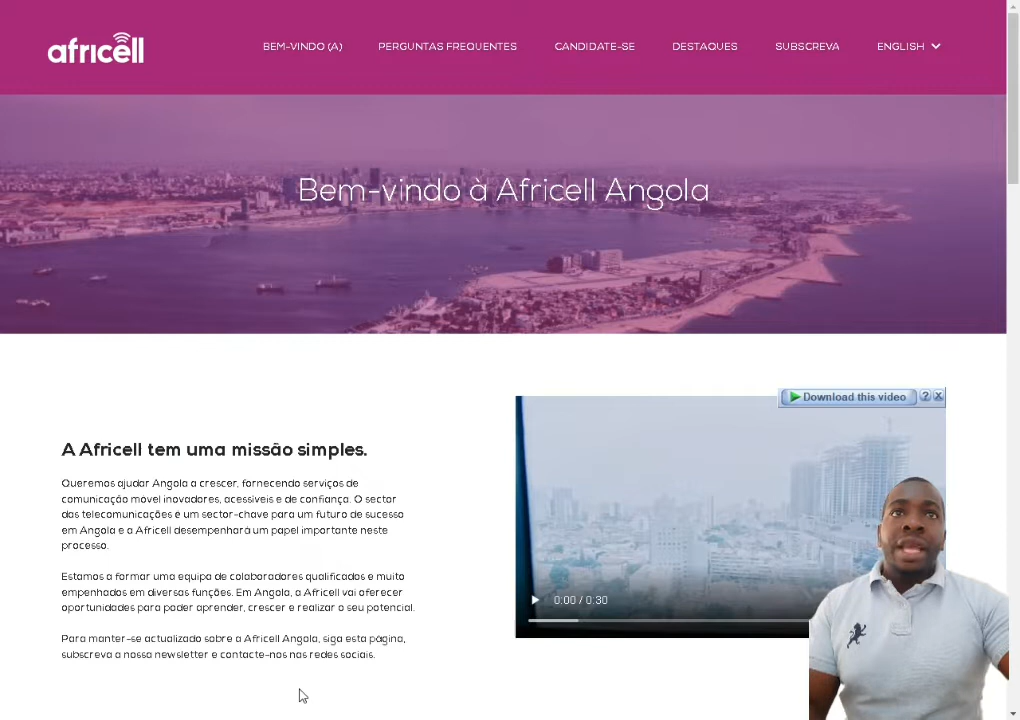 africell
BEM-VINDO (A)
PERGUNTAS FREQUENTES
CANDIDATE-SE
DESTAQUES
SUBSCREVA
ENGLISH
Bem-vindo à Africell Angola
Download this video
?
X
A Africell tem uma missão simples.
Queremos ajudar Angola a crescer, fornecendo serviços de
comunicação móvel inovadores, acessíveis e de confiança. O sector
das telecomunicações é um sector-chave para um futuro de sucesso
em Angola e a Africell desempenhará um papel importante neste
processo.
Estamos a formar uma equipa de colaboradores qualificados e muito
empenhados em diversas funções. Em Angola, a Africell vai oferecer
oportunidades para poder aprender, crescer e realizar o seu potencial.
Para manter-se actualizado sobre a Africell Angola, siga esta página,
subscreva a nossa newsletter e contacte-nos nas redes sociais.
0:00 / 0:30